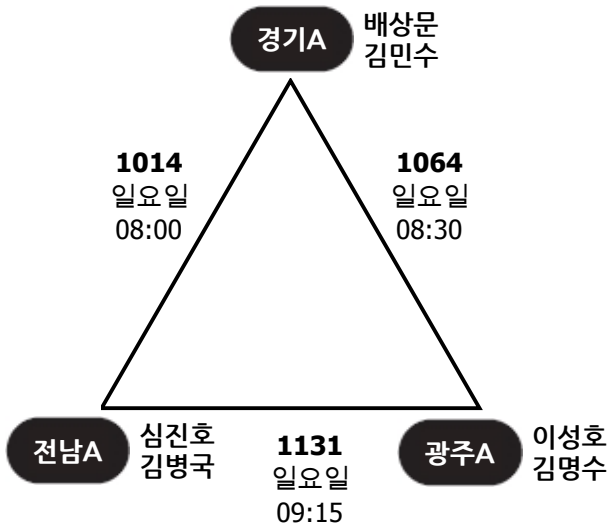 경기A
배상문
김민수
1014
일요일
08:00
1064
일요일
08:30
전남A
심진호
김병국
1131
일요일
09:15
광주A
이성호
김명수